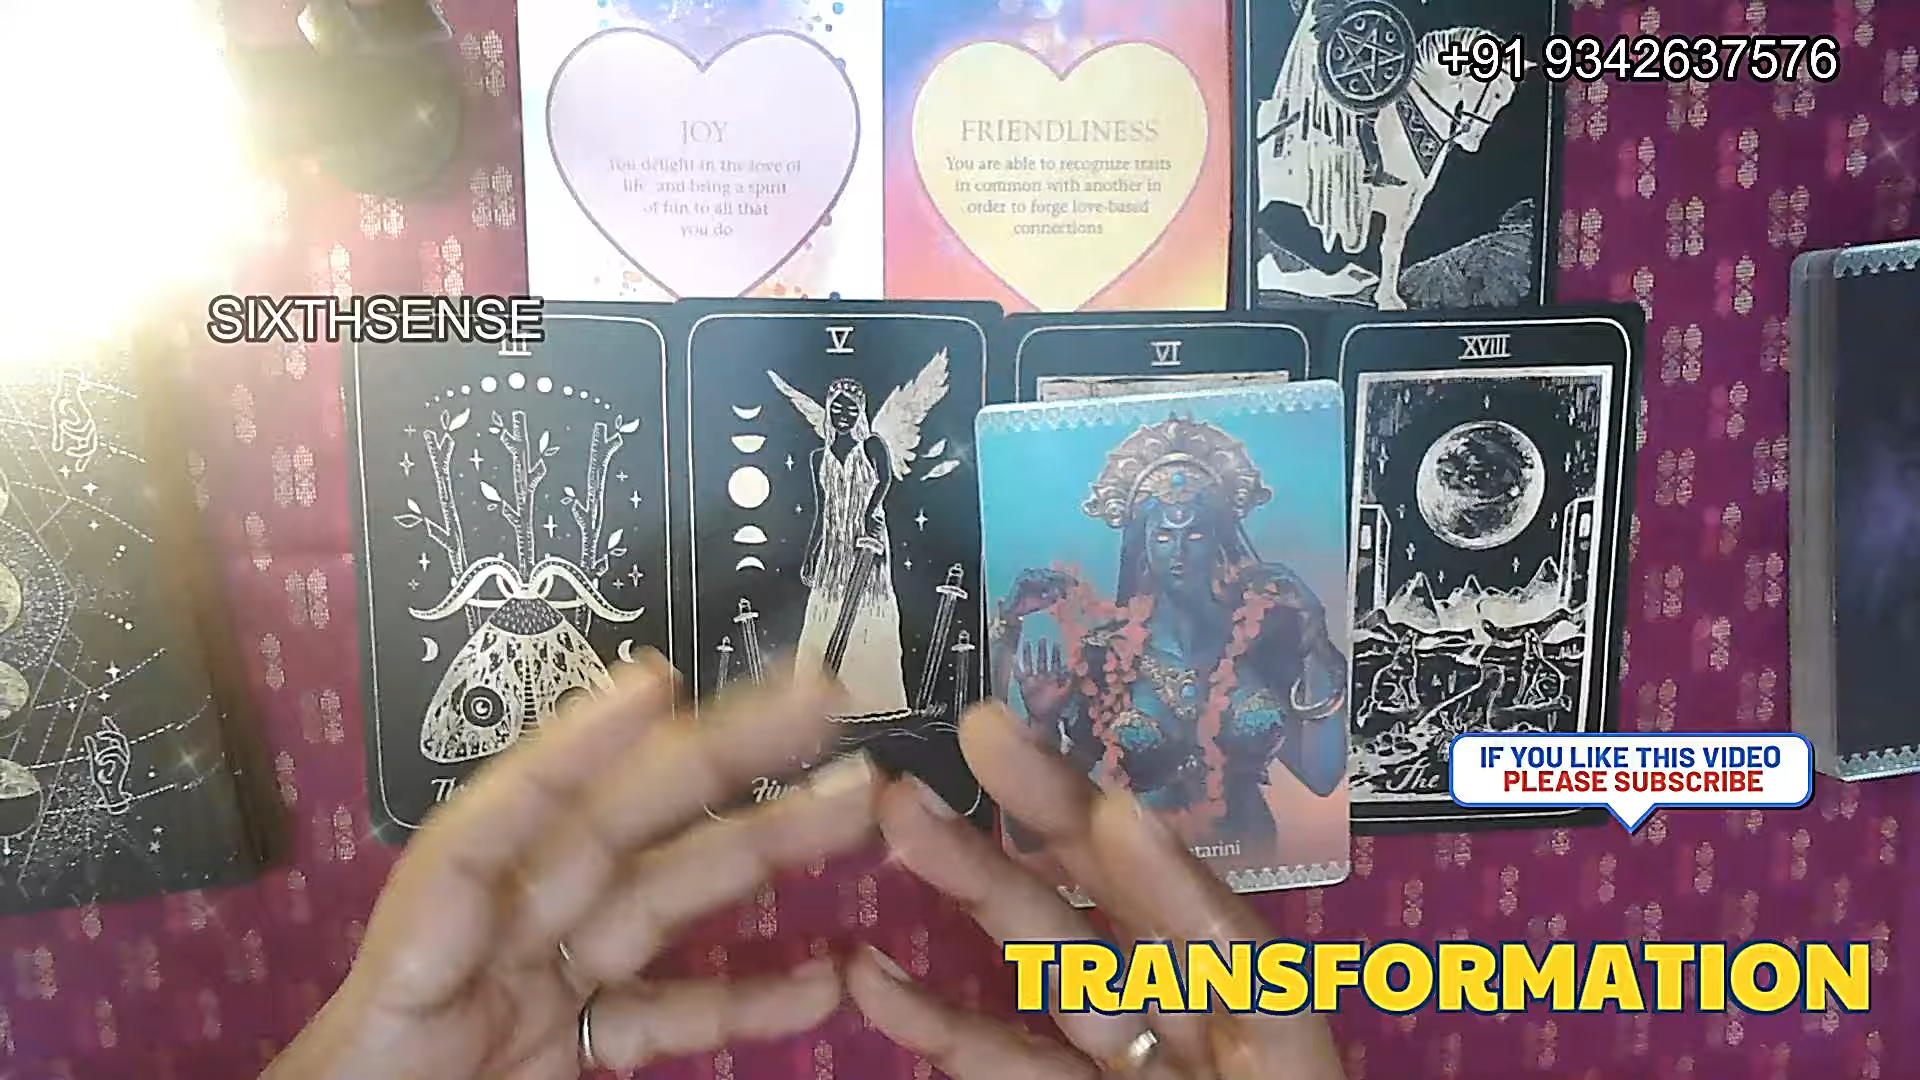 +91 9342637576
JOY
You delight in the love of
life, and being a spirit
of fun to all that
you do
FRIENDLINESS
You are able to recognize traits
in common with another in
order to forge love-based
connections
SIXTHSENSE
III
V
VI
XVIII
The
IF YOU LIKE THIS VIDEO
PLEASE SUBSCRIBE
TRANSFORMATION